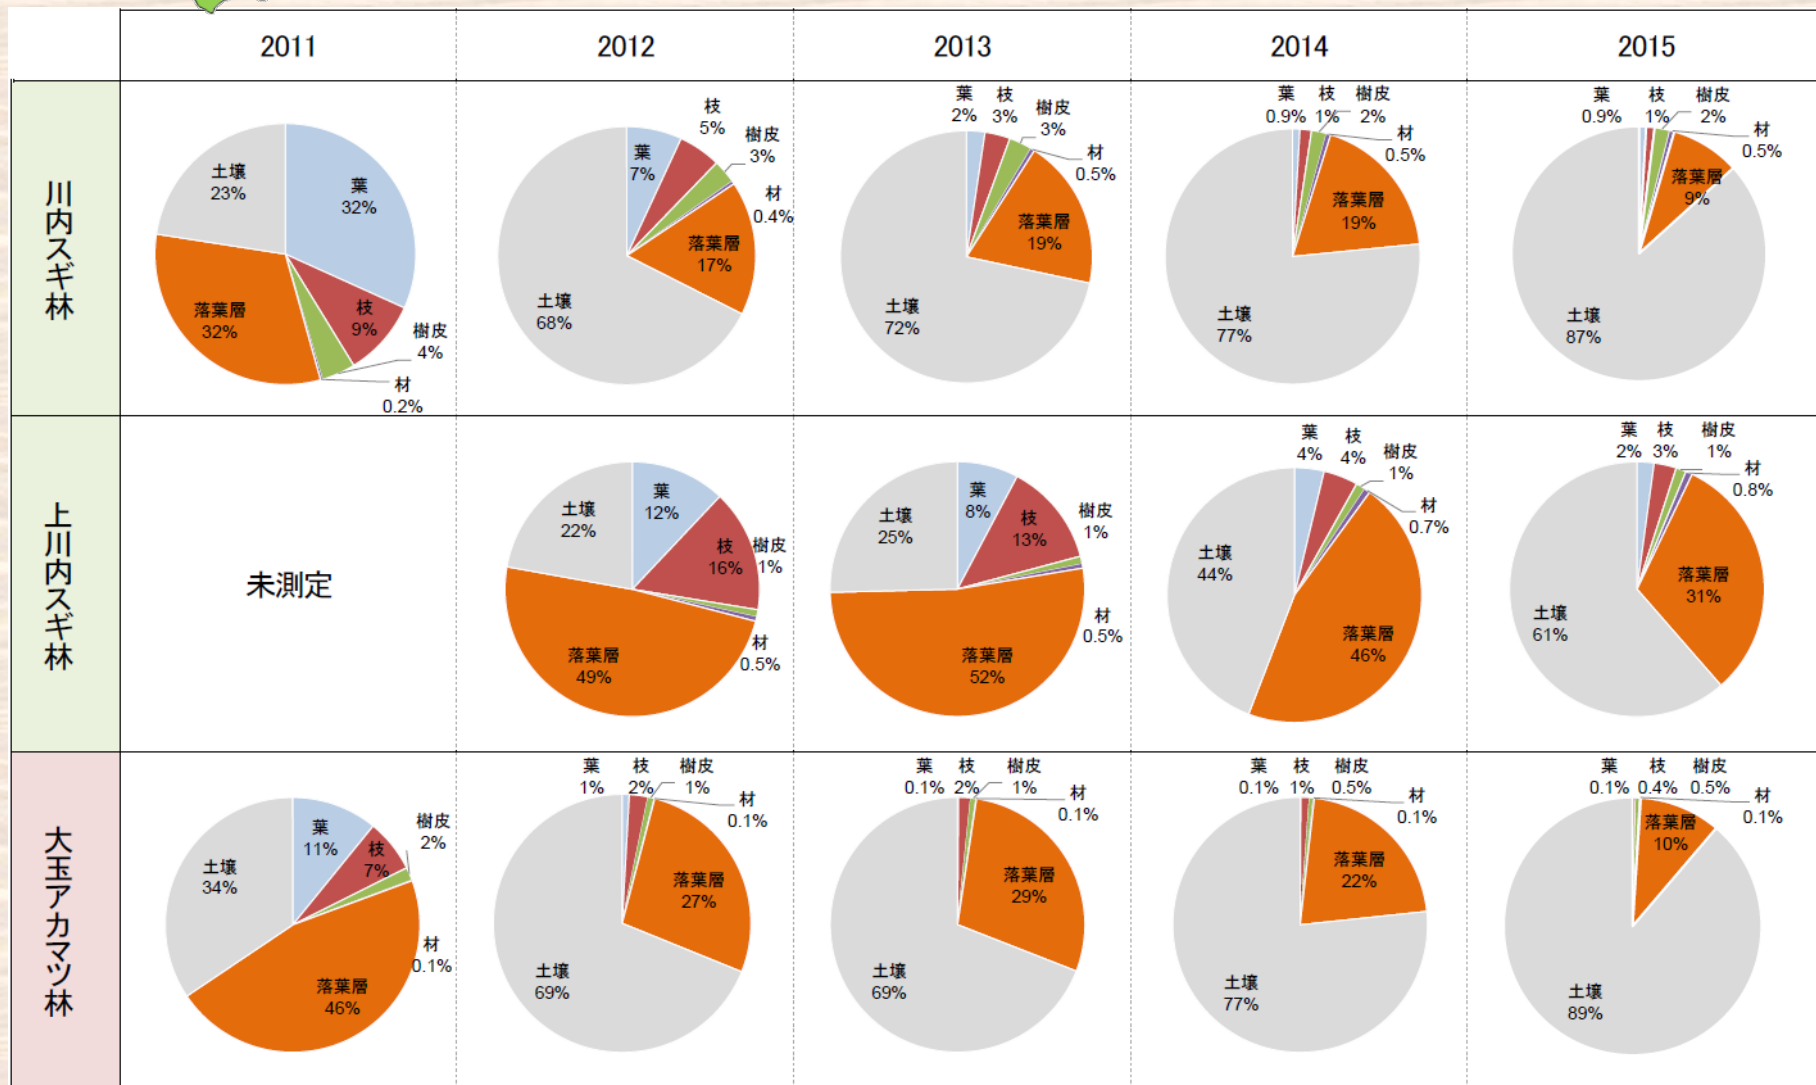 2011
2012
2013
2014
2015
川内スギ林
葉
32%
枝
9%
樹皮
4%
材
0.2%
落葉層
32%
土壌
23%
葉
7%
枝
5%
樹皮
3%
材
0.4%
落葉層
17%
土壌
68%
葉
2%
枝
3%
樹皮
3%
材
0.5%
落葉層
19%
土壌
72%
葉
0.9%
枝
1%
樹皮
2%
材
0.5%
落葉層
19%
土壌
77%
葉
0.9%
枝
1%
樹皮
2%
材
0.5%
落葉層
9%
土壌
87%
上川内スギ林
未測定
葉
12%
枝
16%
樹皮
1%
材
0.5%
落葉層
49%
土壌
22%
葉
8%
枝
13%
樹皮
1%
材
0.5%
落葉層
52%
土壌
25%
葉
4%
枝
4%
樹皮
1%
材
0.7%
落葉層
46%
土壌
44%
葉
2%
枝
3%
樹皮
1%
材
0.8%
落葉層
31%
土壌
61%
大玉アカマツ林
葉
11%
枝
7%
樹皮
2%
材
0.1%
落葉層
46%
土壌
34%
葉
1%
枝
2%
樹皮
1%
材
0.1%
落葉層
27%
土壌
69%
葉
0.1%
枝
2%
樹皮
1%
材
0.1%
落葉層
29%
土壌
69%
葉
0.1%
枝
1%
樹皮
0.5%
材
0.1%
落葉層
22%
土壌
77%
葉
0.1%
枝
0.4%
樹皮
0.5%
材
0.1%
落葉層
10%
土壌
89%